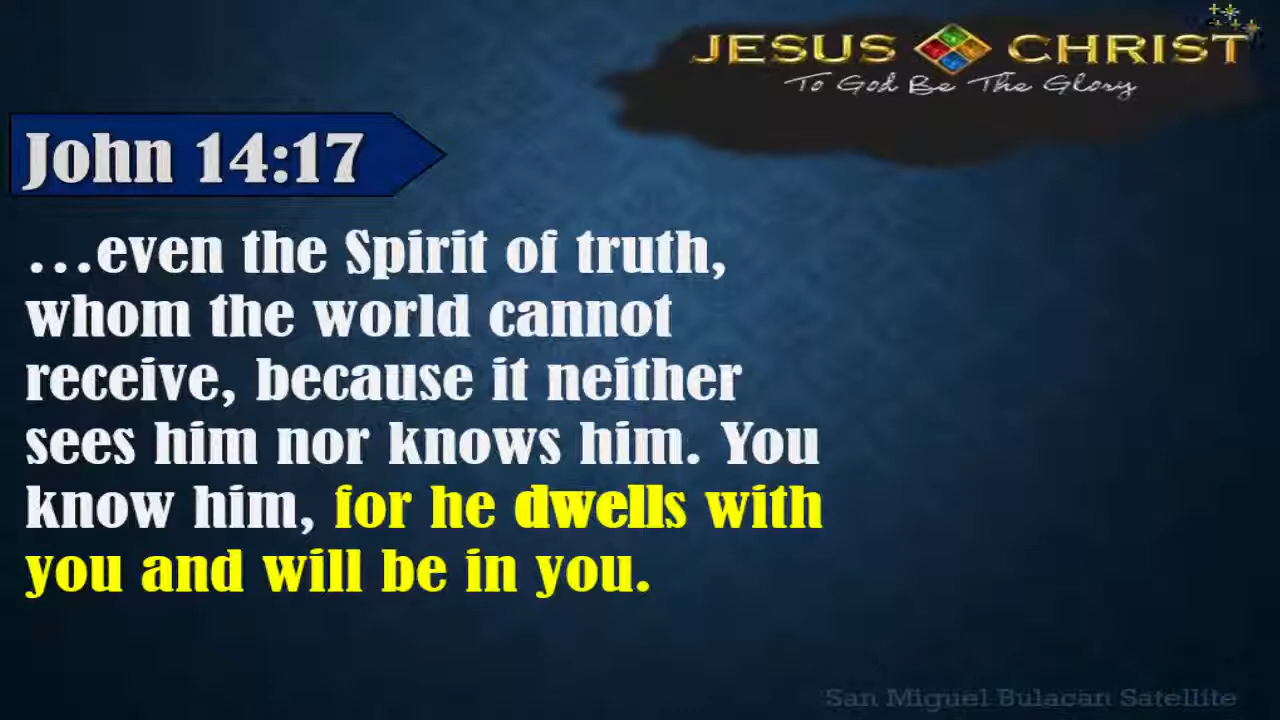 JESUS CHRIST
To God Be The Glory
John 14:17
...even the Spirit of truth,
whom the world cannot
receive, because it neither
sees him nor knows him. You
know him, for he dwells with
you and will be in you.
San Miguel Bulacan Satellite